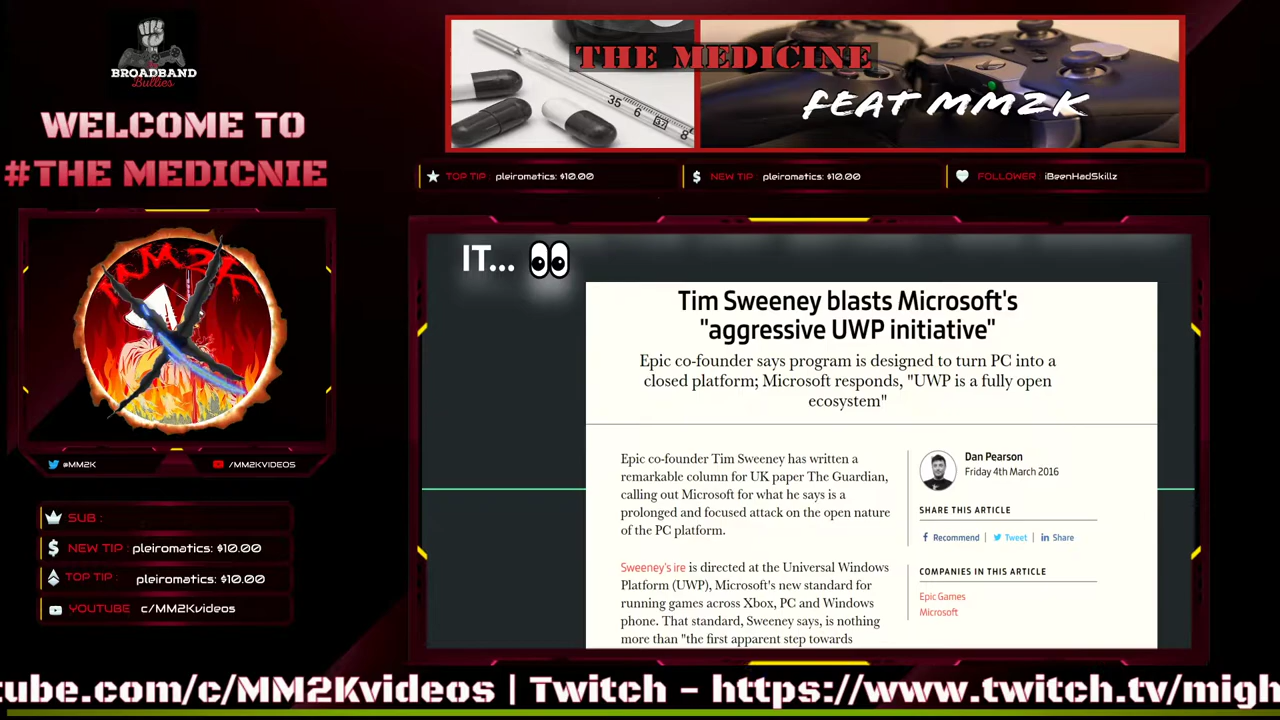 BROADBAND
Bullies
WELCOME TO
#THE MEDICNIE
THE MEDICINE
FEAT MM2K
35
6
37
8
TOP TIP pleiromatics: $10.00
NEW TIP pleiromatics: $10.00
FOLLOWER iBeenHadSkillz
MM2K
@MM2K
/MM2KVIDEOS
SUB :
NEW TIP : pleiromatics: $10.00
TOP TIP : pleiromatics: $10.00
YOUTUBE c/MM2Kvideos
IT... 👀
Tim Sweeney blasts Microsoft's
"aggressive UWP initiative"
Epic co-founder says program is designed to turn PC into a
closed platform; Microsoft responds, "UWP is a fully open
ecosystem"
Epic co-founder Tim Sweeney has written a
remarkable column for UK paper The Guardian,
calling out Microsoft for what he says is a
prolonged and focused attack on the open nature
of the PC platform.
Sweeney's ire is directed at the Universal Windows
Platform (UWP), Microsoft's new standard for
running games across Xbox, PC and Windows
phone. That standard, Sweeney says, is nothing
more than "the first apparent step towards
Dan Pearson
Friday 4th March 2016
SHARE THIS ARTICLE
Recommend | Tweet | Share
COMPANIES IN THIS ARTICLE
Epic Games
Microsoft
tube.com/c/MM2Kvideos | Twitch - https://www.twitch.tv/migh